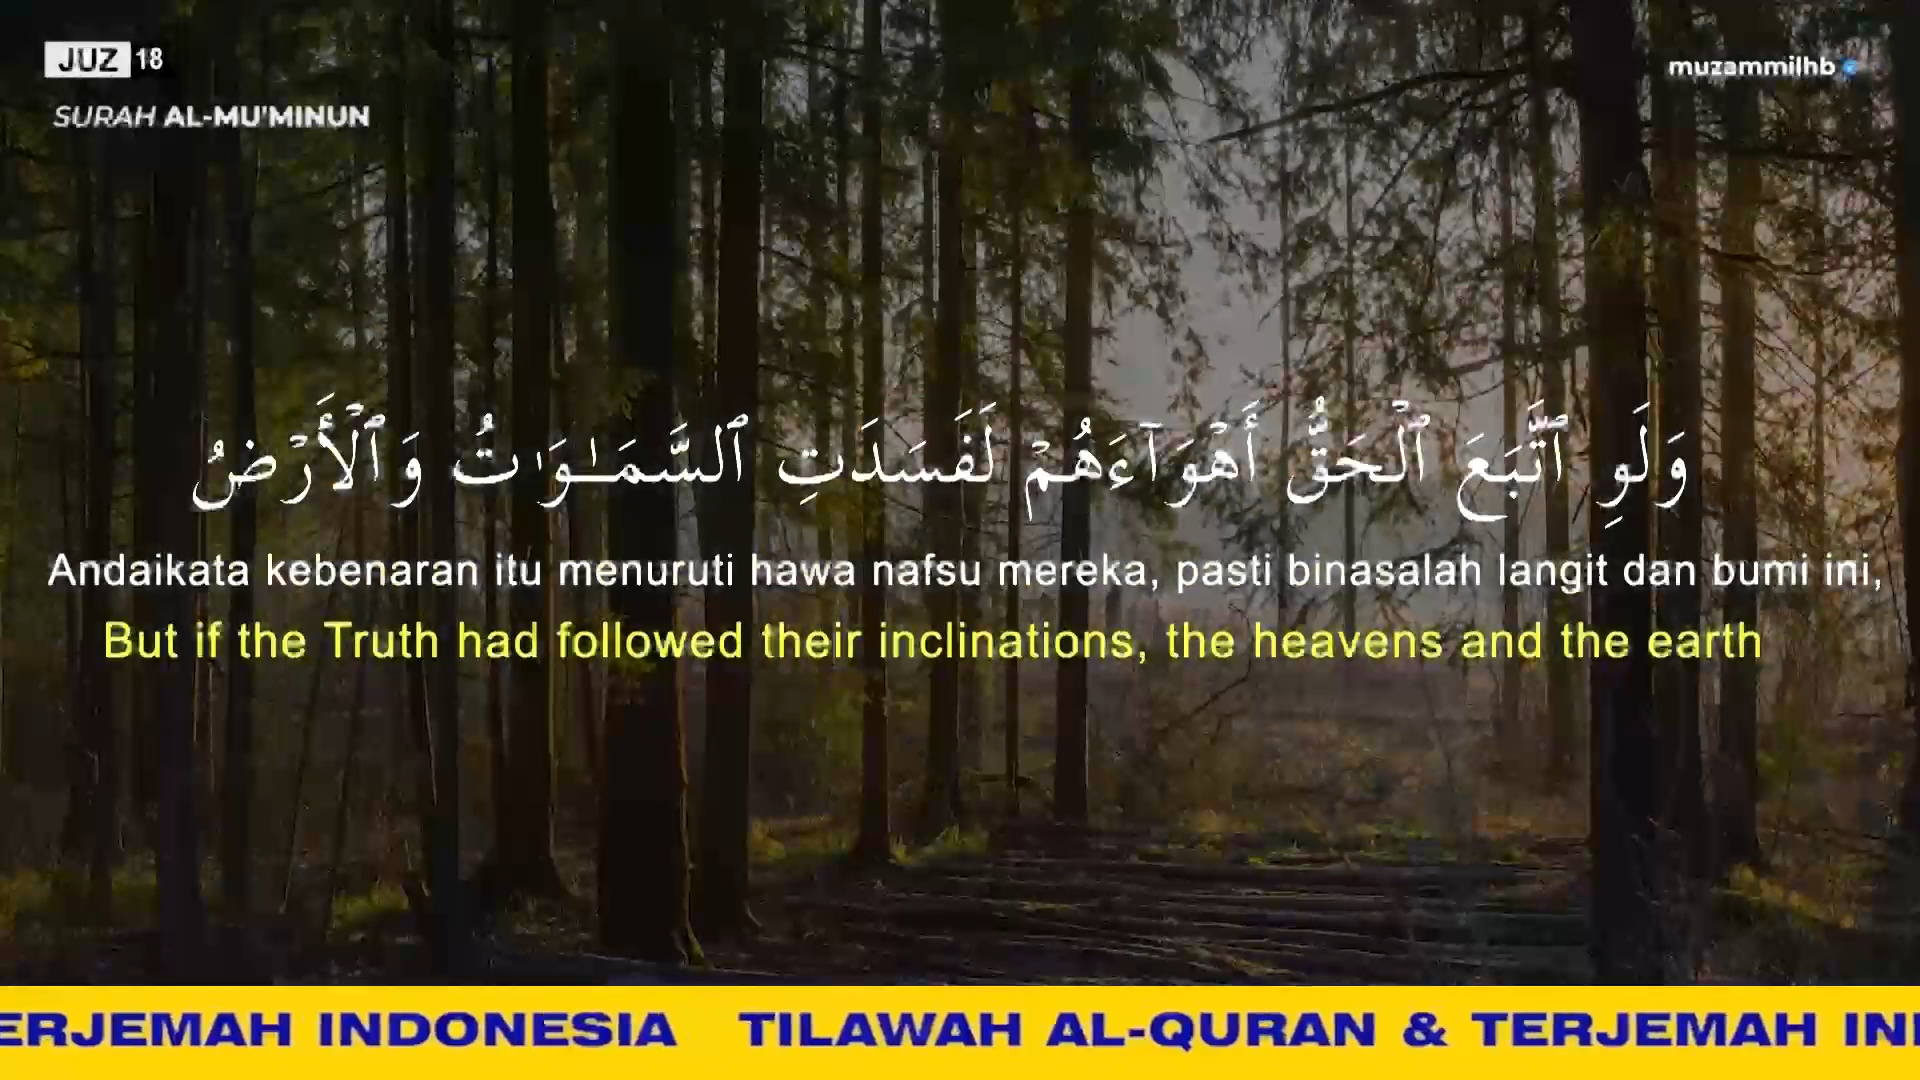 JUZ 18
muzammilhb
SURAH AL-MU'MINUN
وَلَوِ ٱتَّبَعَ ٱلْحَقُّ أَهْوَآءَهُمْ لَفَسَدَتِ ٱلسَّمَـٰوَٰتُ وَٱلْأَرْضُ
Andaikata kebenaran itu menuruti hawa nafsu mereka, pasti binasalah langit dan bumi ini,
But if the Truth had followed their inclinations, the heavens and the earth
ERJEMAH INDONESIA TILAWAH AL-QURAN & TERJEMAH IN